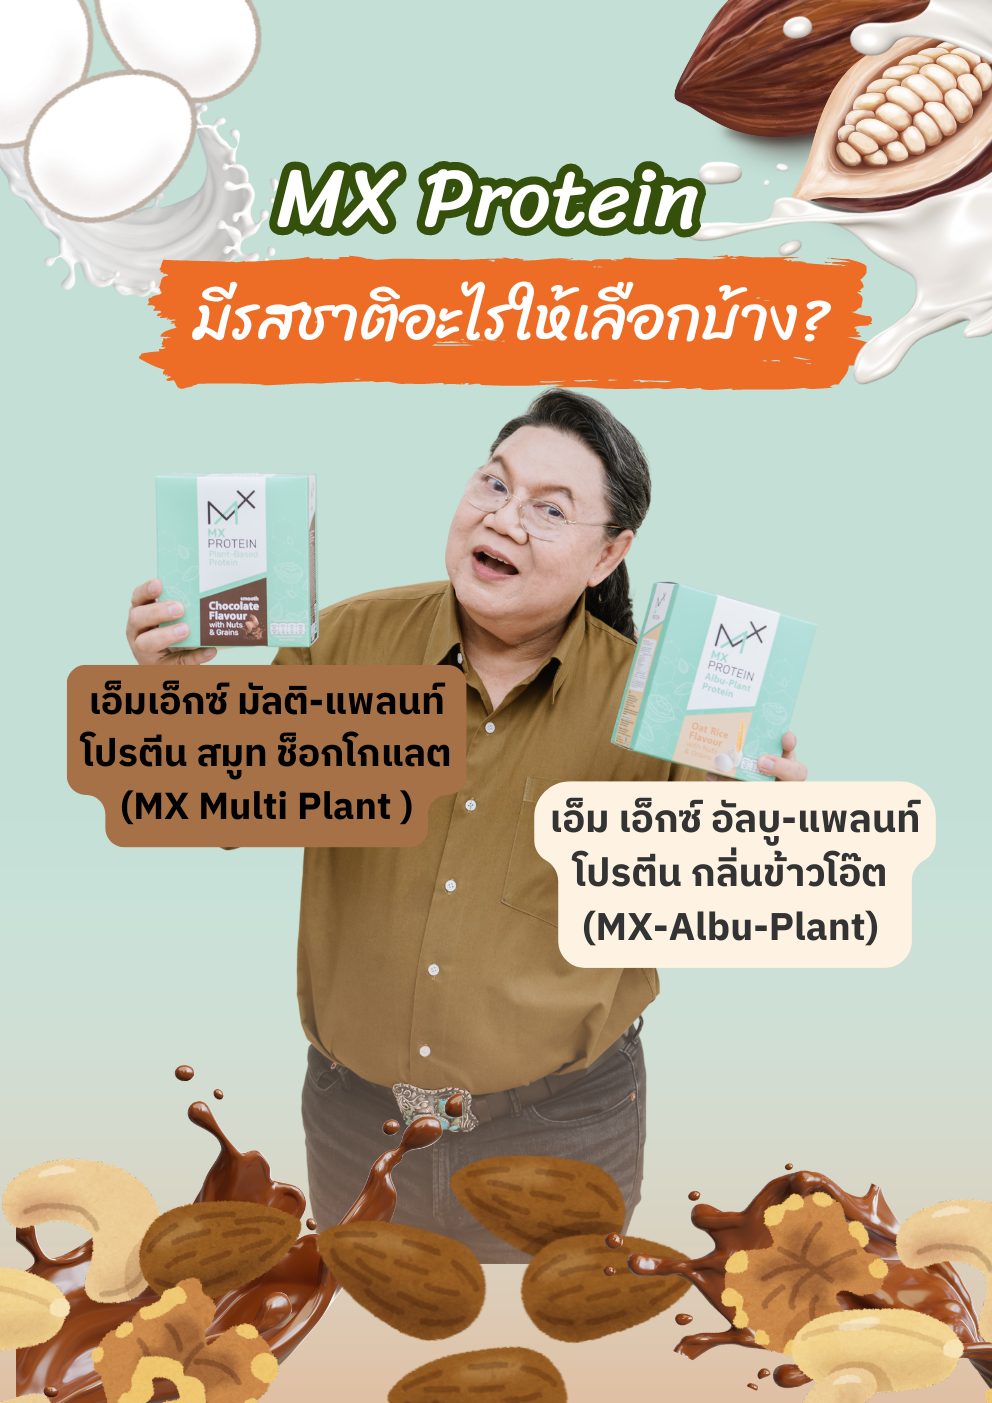 MX Protein
มีรสชาติอะไรให้เลือกบ้าง?
MX
MX
PROTEIN
Plant-Based
Protein
smooth
Chocolate
Flavour
with Nuts
& Grains
MX
MX
PROTEIN
Albu-Plant
Protein
Oat Rice
Flavour
with Nuts
& Grains
เอ็มเอ็กซ์ มัลติ-แพลนท์
โปรตีน สมูท ช็อกโกแลต
(MX Multi Plant )
เอ็ม เอ็กซ์ อัลบู-แพลนท์
โปรตีน กลิ่นข้าวโอ๊ต
(MX-Albu-Plant)